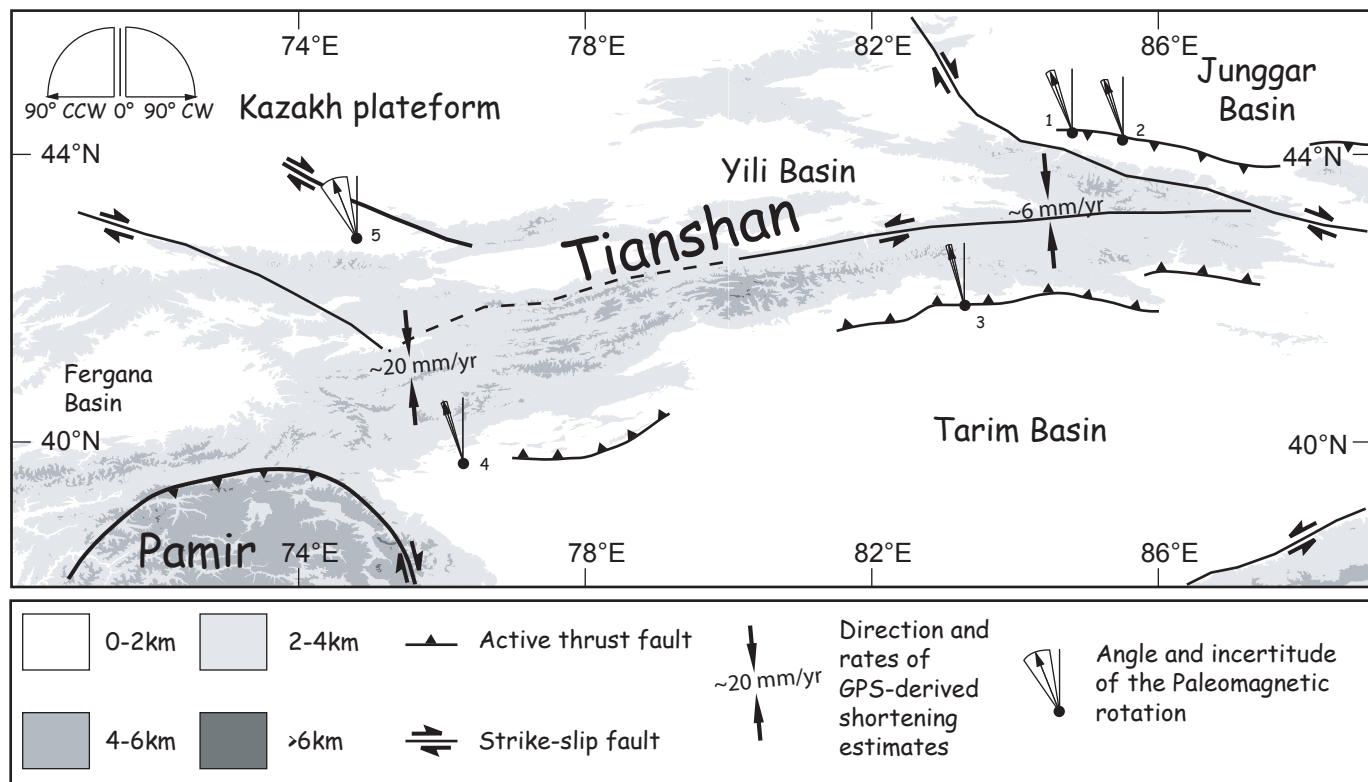 74°E
78°E
82°E
86°E
90° CCW 0° 90° CW
Kazakh plateform
Junggar
Basin
1
2
44°N
44°N
Yili Basin
~6 mm/yr
Tianshan
5
3
~20 mm/yr
Fergana
Basin
40°N
Tarim Basin
40°N
4
Pamir
74°E
78°E
82°E
86°E
0-2km
2-4km
Active thrust fault
4-6km
>6km
Strike-slip fault
~20 mm/yr
Direction and
rates of
GPS-derived
shortening
estimates
Angle and incertitude
of the Paleomagnetic
rotation